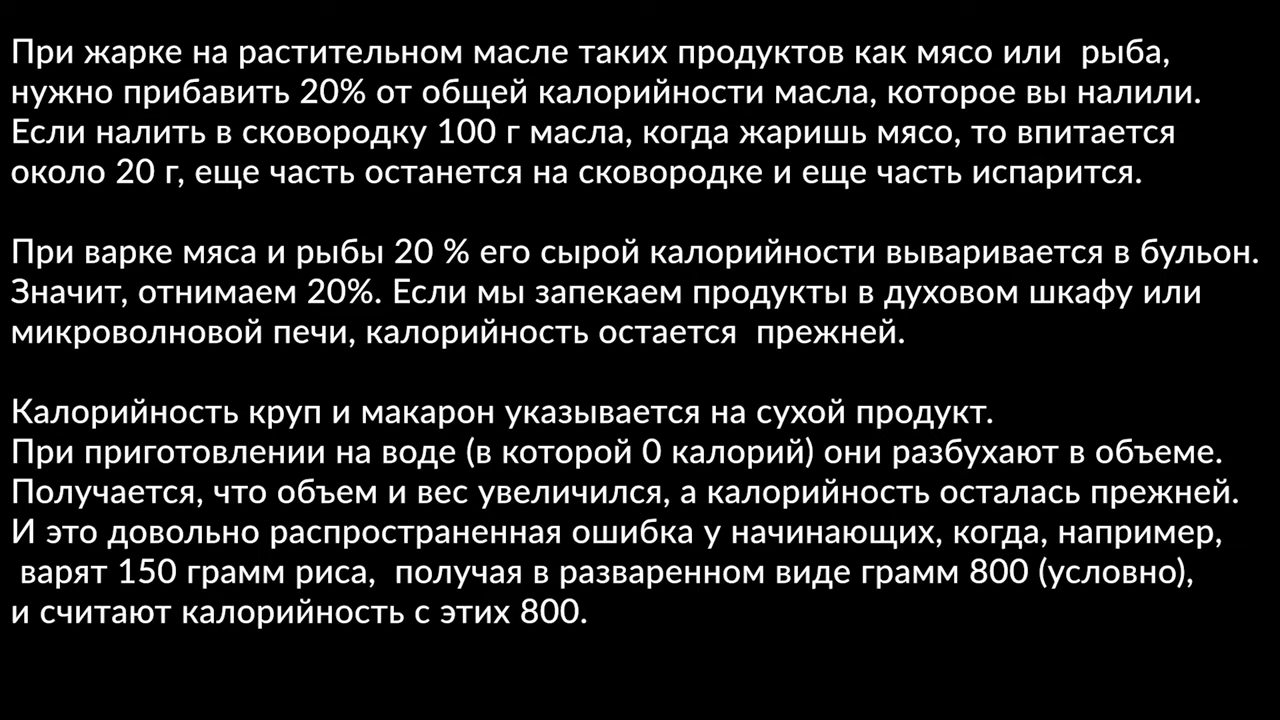 При жарке на растительном масле таких продуктов как мясо или  рыба,
нужно прибавить 20% от общей калорийности масла, которое вы налили.
Если налить в сковородку 100 г масла, когда жаришь мясо, то впитается
около 20 г, еще часть останется на сковородке и еще часть испарится.
При варке мяса и рыбы 20 % его сырой калорийности вываривается в бульон.
Значит, отнимаем 20%. Если мы запекаем продукты в духовом шкафу или
микроволновой печи, калорийность остается  прежней.
Калорийность круп и макарон указывается на сухой продукт.
При приготовлении на воде (в которой 0 калорий) они разбухают в объеме.
Получается, что объем и вес увеличился, а калорийность осталась прежней.
И это довольно распространенная ошибка у начинающих, когда, например,
варят 150 грамм риса,  получая в разваренном виде грамм 800 (условно),
и считают калорийность с этих 800.